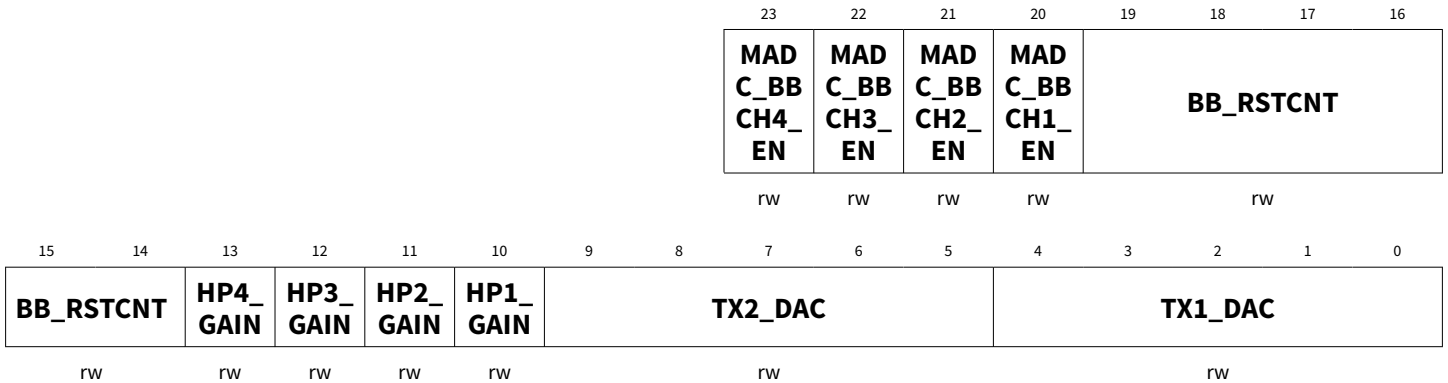 23 22 21 20 19 18 17 16
MAD MAD MAD MAD
C_BB C_BB C_BB C_BB
CH4_ CH3_ CH2_ CH1_ BB_RSTCNT
EN EN EN EN
rw rw rw rw rw
15 14 13 12 11 10 9 8 7 6 5 4 3 2 1 0
BB_RSTCNT HP4_ HP3_ HP2_ HP1_ TX2_DAC TX1_DAC
GAIN GAIN GAIN GAIN
rw rw rw rw rw rw rw